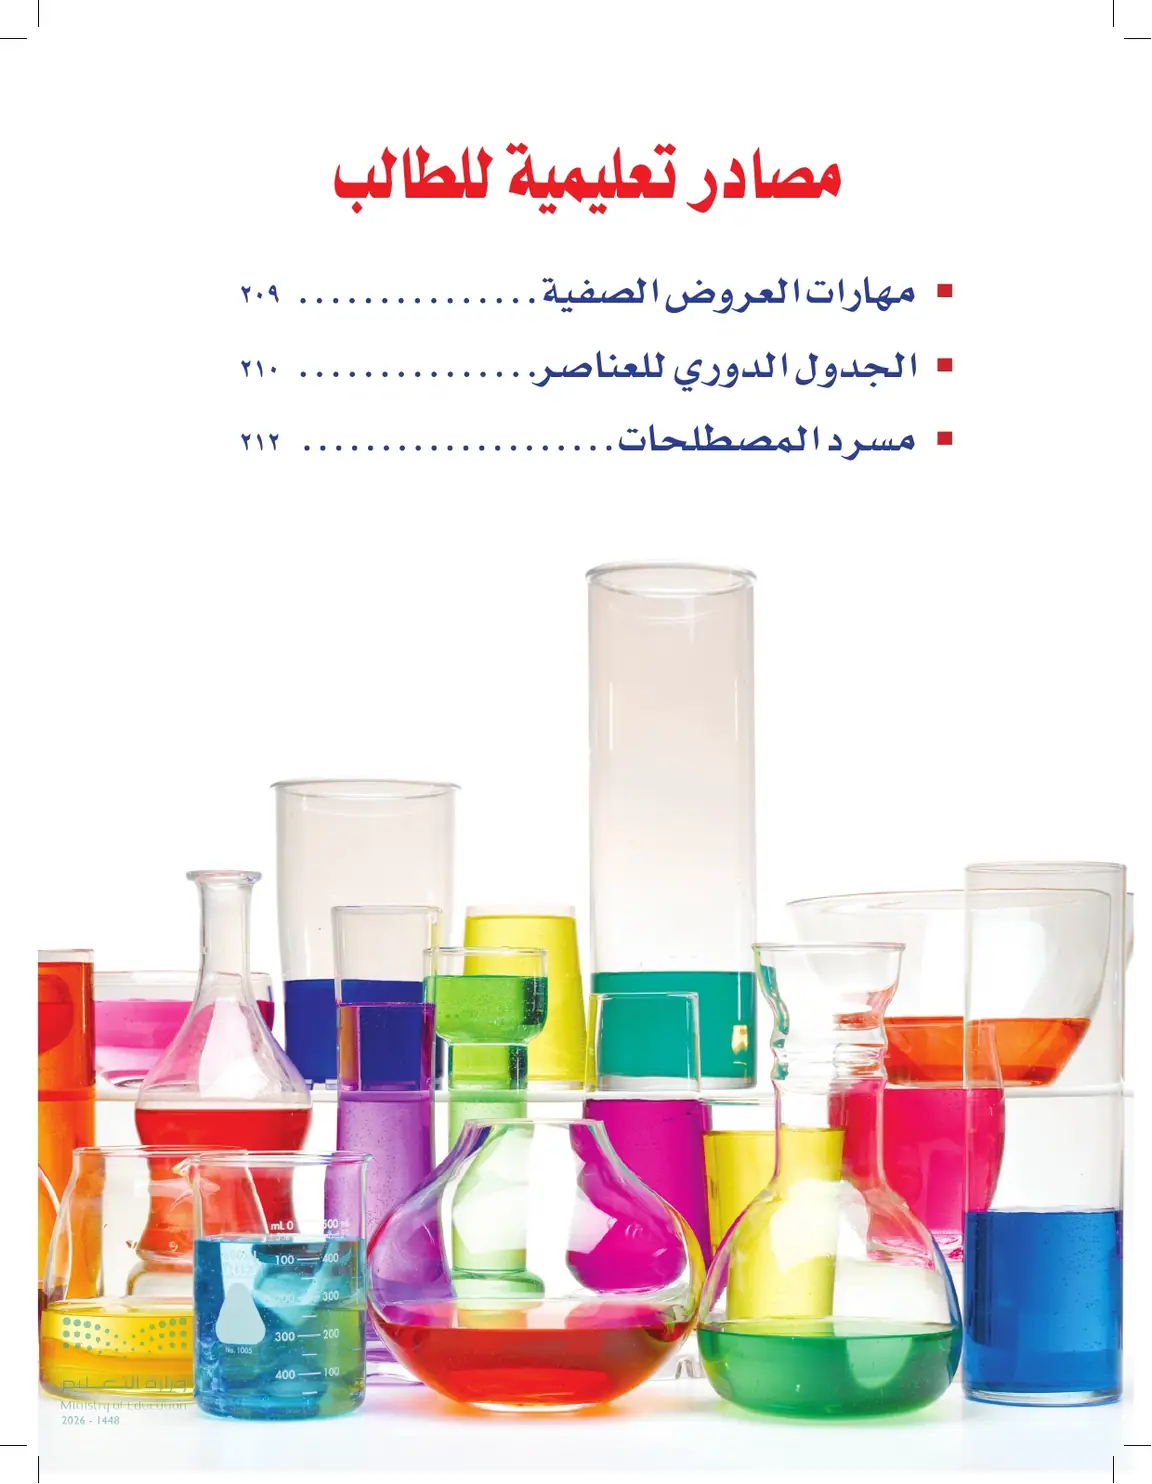 مصادر تعليمية للطالب
■ مهارات العروض الصفية............... ٢٠٩
■ الجدول الدوري للعناصر............... ٢١٠
■ مسرد المصطلحات.................... ٢١٢
mL 0 500 mL
100 400
300
300 200
400 100
No. 1005
وزارة التعليم
Ministry of Education
2026 - 1448